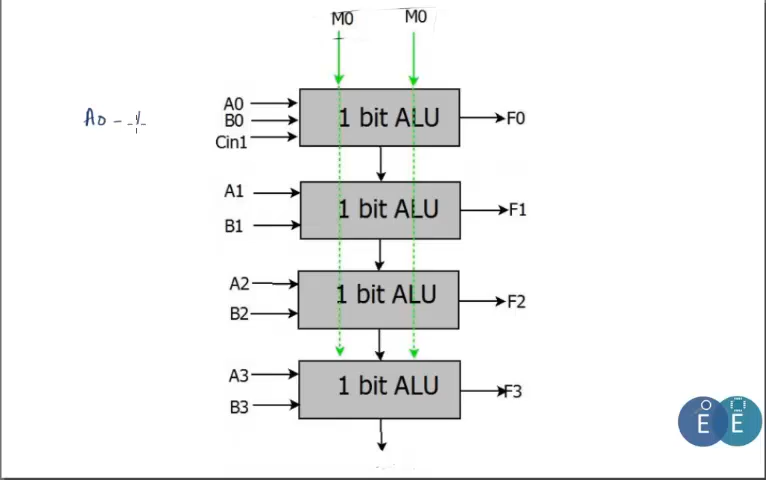 M0 M0
A0 -
A0
B0
Cin1
1 bit ALU
F0
A1
B1
1 bit ALU
F1
A2
B2
1 bit ALU
F2
A3
B3
1 bit ALU
F3
E E